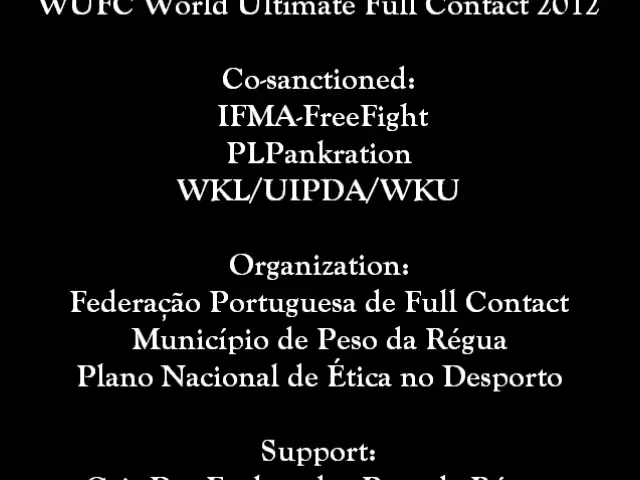 WUFC World Ultimate Full Contact 2012
Co-sanctioned:
IFMA-FreeFight
PLPankration
WKL/UIPDA/WKU
Organization:
Federação Portuguesa de Full Contact
Município de Peso da Régua
Plano Nacional de Ética no Desporto
Support: